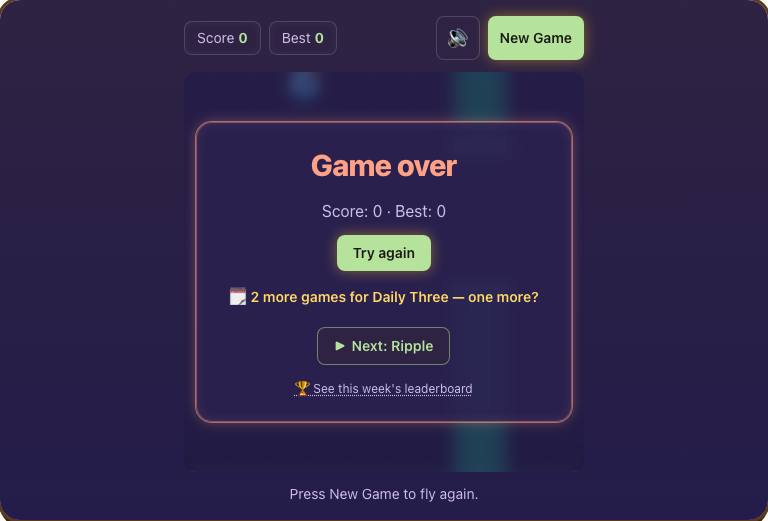 Score 0
Best 0
New Game
Game over
Score: 0 · Best: 0
Try again
2 more games for Daily Three — one more?
Next: Ripple
See this week's leaderboard
Press New Game to fly again.